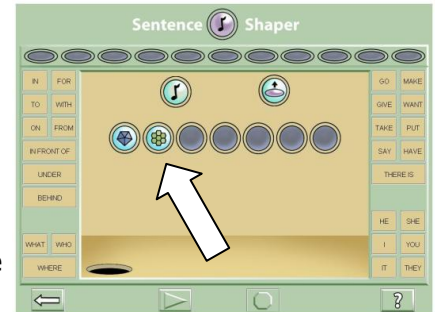 Sentence Shaper
IN FOR
TO WITH
ON FROM
IN FRONT OF
UNDER
BEHIND
WHAT WHO
WHERE
GO MAKE
GIVE WANT
TAKE PUT
SAY HAVE
THERE IS
HE SHE
I YOU
IT THEY
?
e